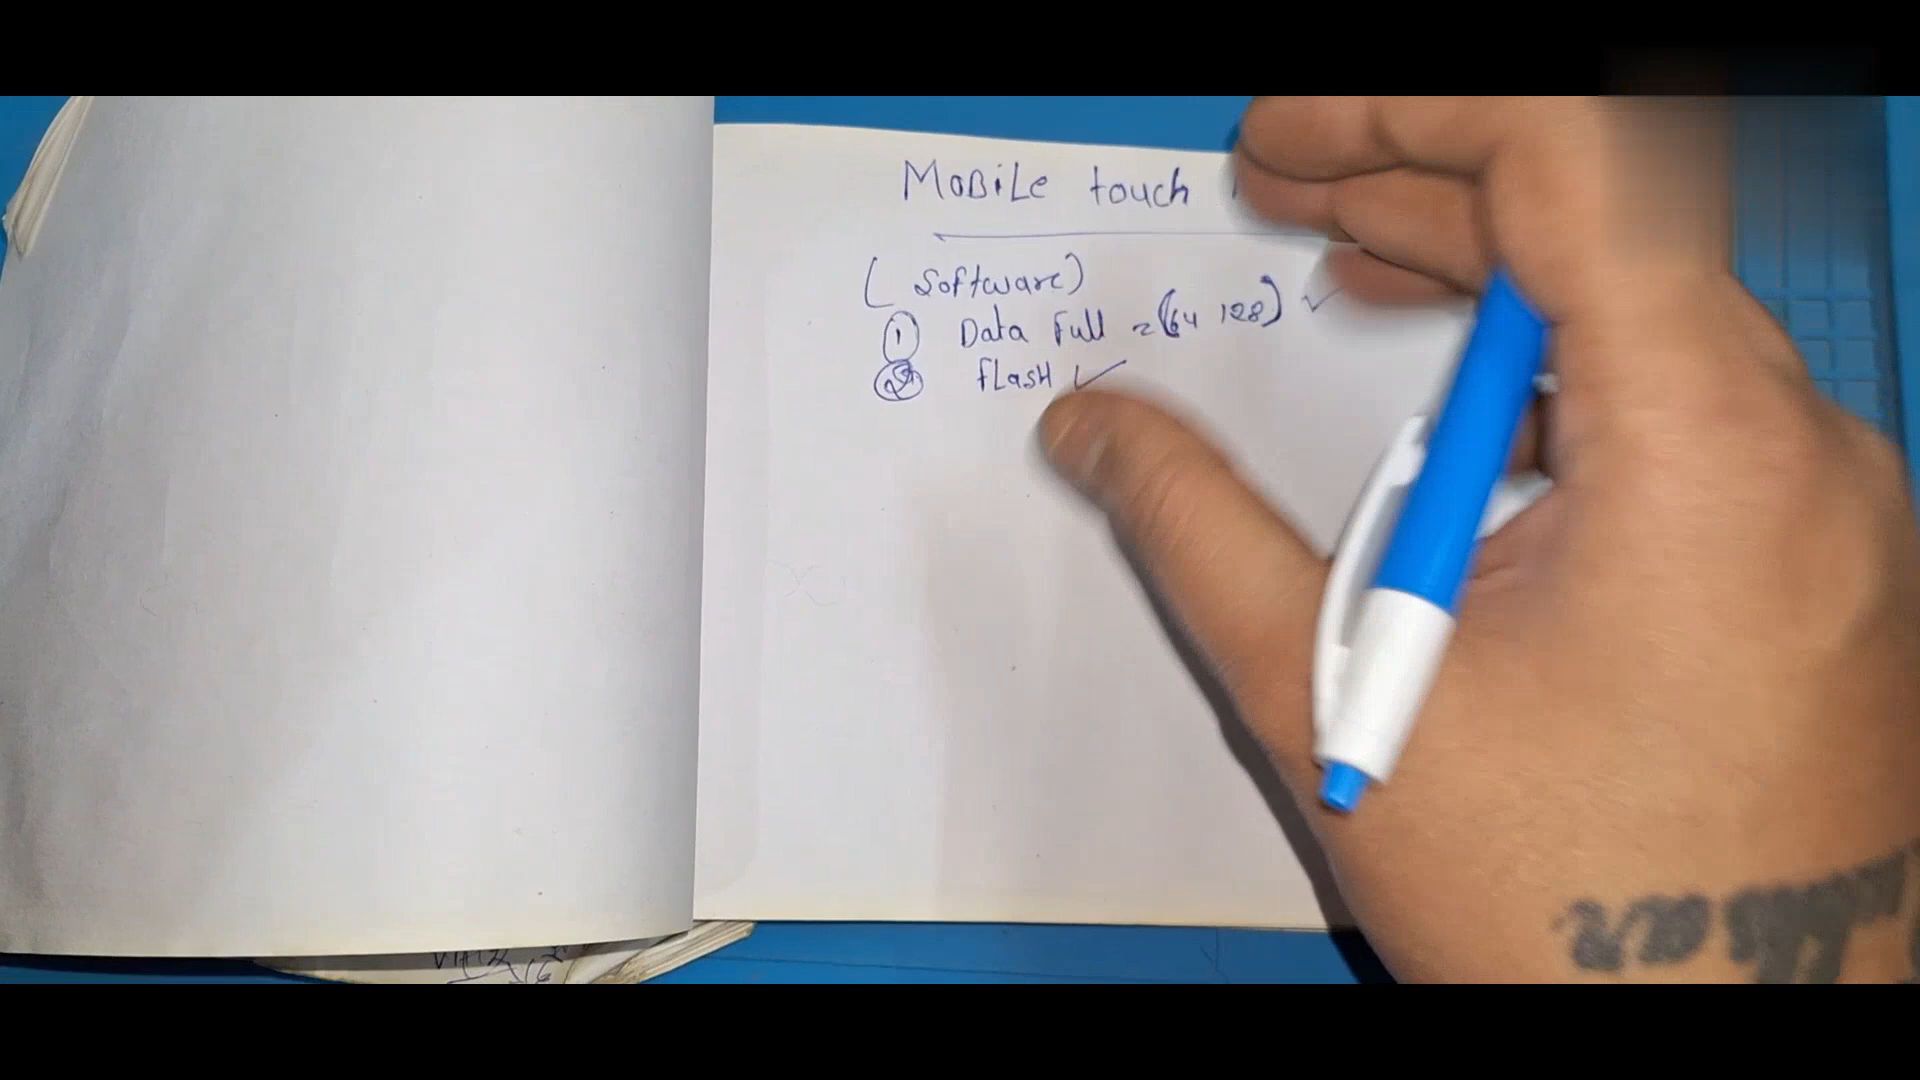 Mobile touch
(Software)
1 Data Full = (64 128) ✓
2 flash ✓